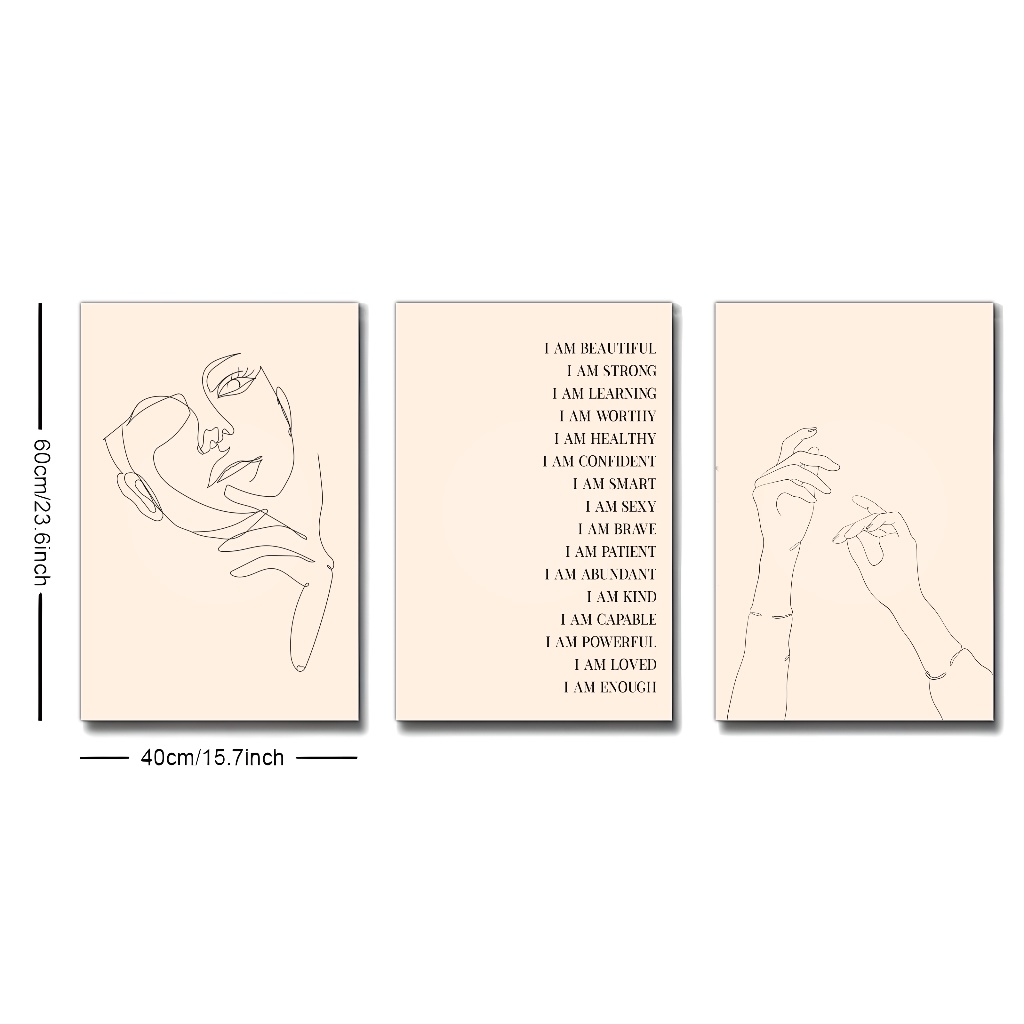 60cm/23.6inch
I AM BEAUTIFUL
I AM STRONG
I AM LEARNING
I AM WORTHY
I AM HEALTHY
I AM CONFIDENT
I AM SMART
I AM SEXY
I AM BRAVE
I AM PATIENT
I AM ABUNDANT
I AM KIND
I AM CAPABLE
I AM POWERFUL
I AM LOVED
I AM ENOUGH
40cm/15.7inch